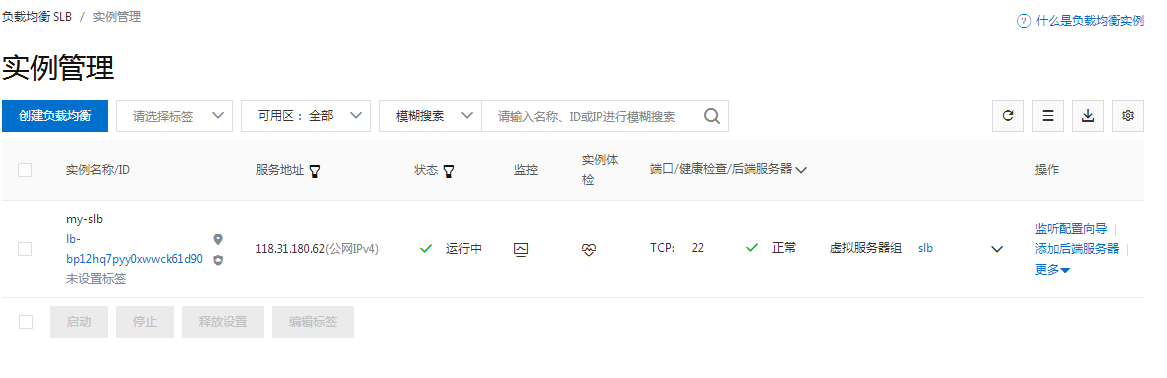 负载均衡 SLB / 实例管理
什么是负载均衡实例
实例管理
创建负载均衡 请选择标签 可用区： 全部 模糊搜索 请输入名称、ID或IP进行模糊搜索
实例名称/ID 服务地址 状态 监控 实例体检 端口/健康检查/后端服务器 操作
my-slb
lb-
bp12hq7pyy0xwwck61d90
未设置标签
118.31.180.62(公网IPv4) 运行中 TCP: 22 正常 虚拟服务器组 slb
监听配置向导
添加后端服务器
更多
启动 停止 释放设置 编辑标签